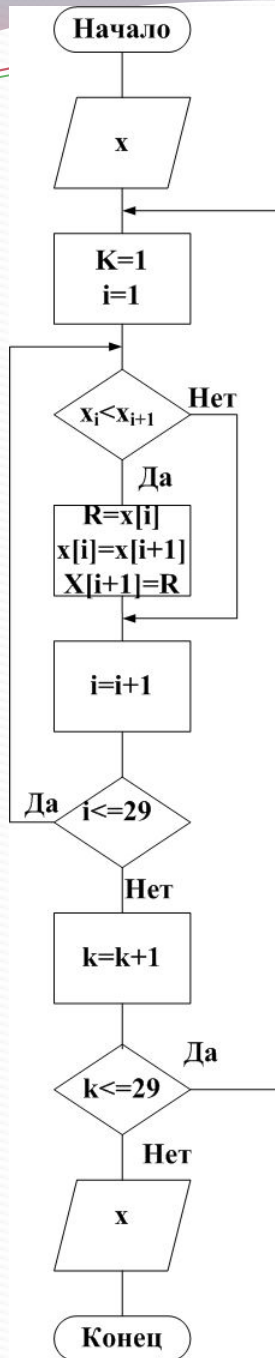 Начало
x
K=1
i=1
xᵢ<xᵢ₊₁
Нет
Да
R=x[i]
x[i]=x[i+1]
X[i+1]=R
i=i+1
Да
i<=29
Нет
k=k+1
Да
k<=29
Нет
x
Конец